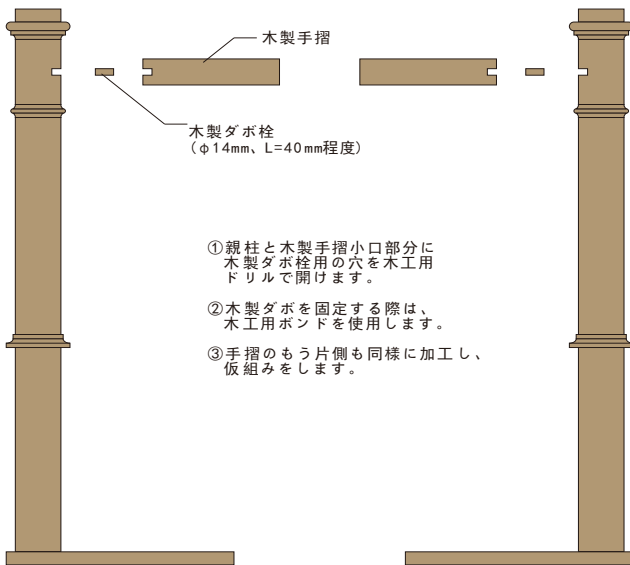 木製手摺
木製ダボ栓
（φ14mm、L=40mm程度）
①親柱と木製手摺小口部分に
木製ダボ栓用の穴を木工用
ドリルで開けます。
②木製ダボを固定する際は、
木工用ボンドを使用します。
③手摺のもう片側も同様に加工し、
仮組みをします。